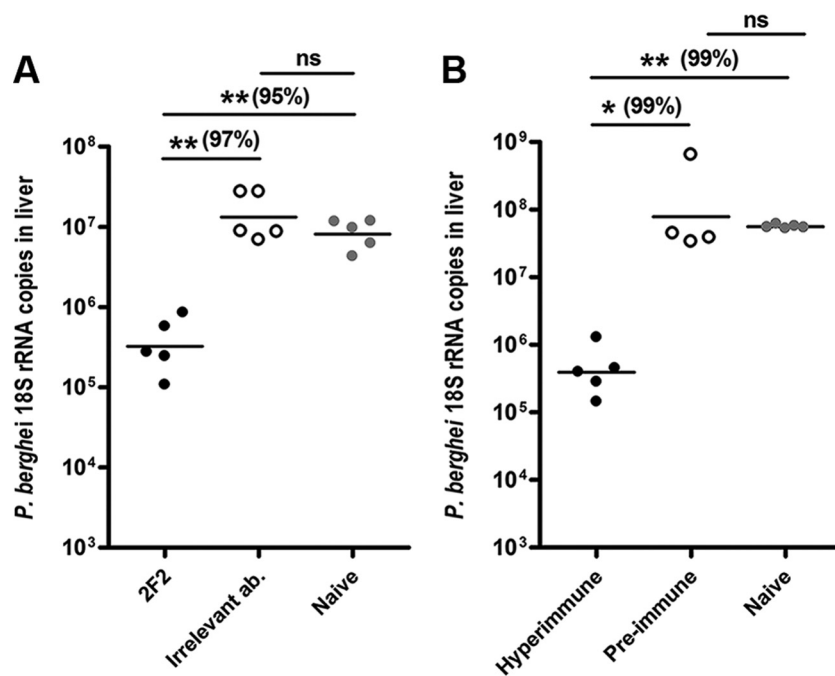 A
ns
** (95%)
** (97%)
P. berghei 18S rRNA copies in liver
10^8
10^7
10^6
10^5
10^4
10^3
2F2
Irrelevant ab.
Naive
B
ns
** (99%)
* (99%)
P. berghei 18S rRNA copies in liver
10^9
10^8
10^7
10^6
10^5
10^4
10^3
Hyperimmune
Pre-immune
Naive